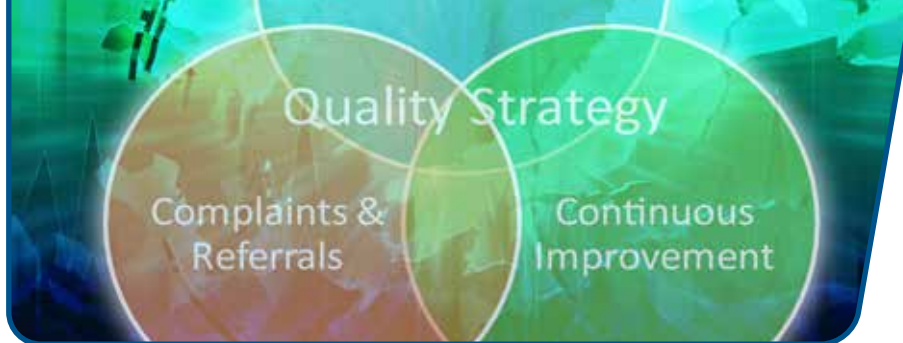 Quality Strategy
Complaints &
Referrals
Continuous
Improvement